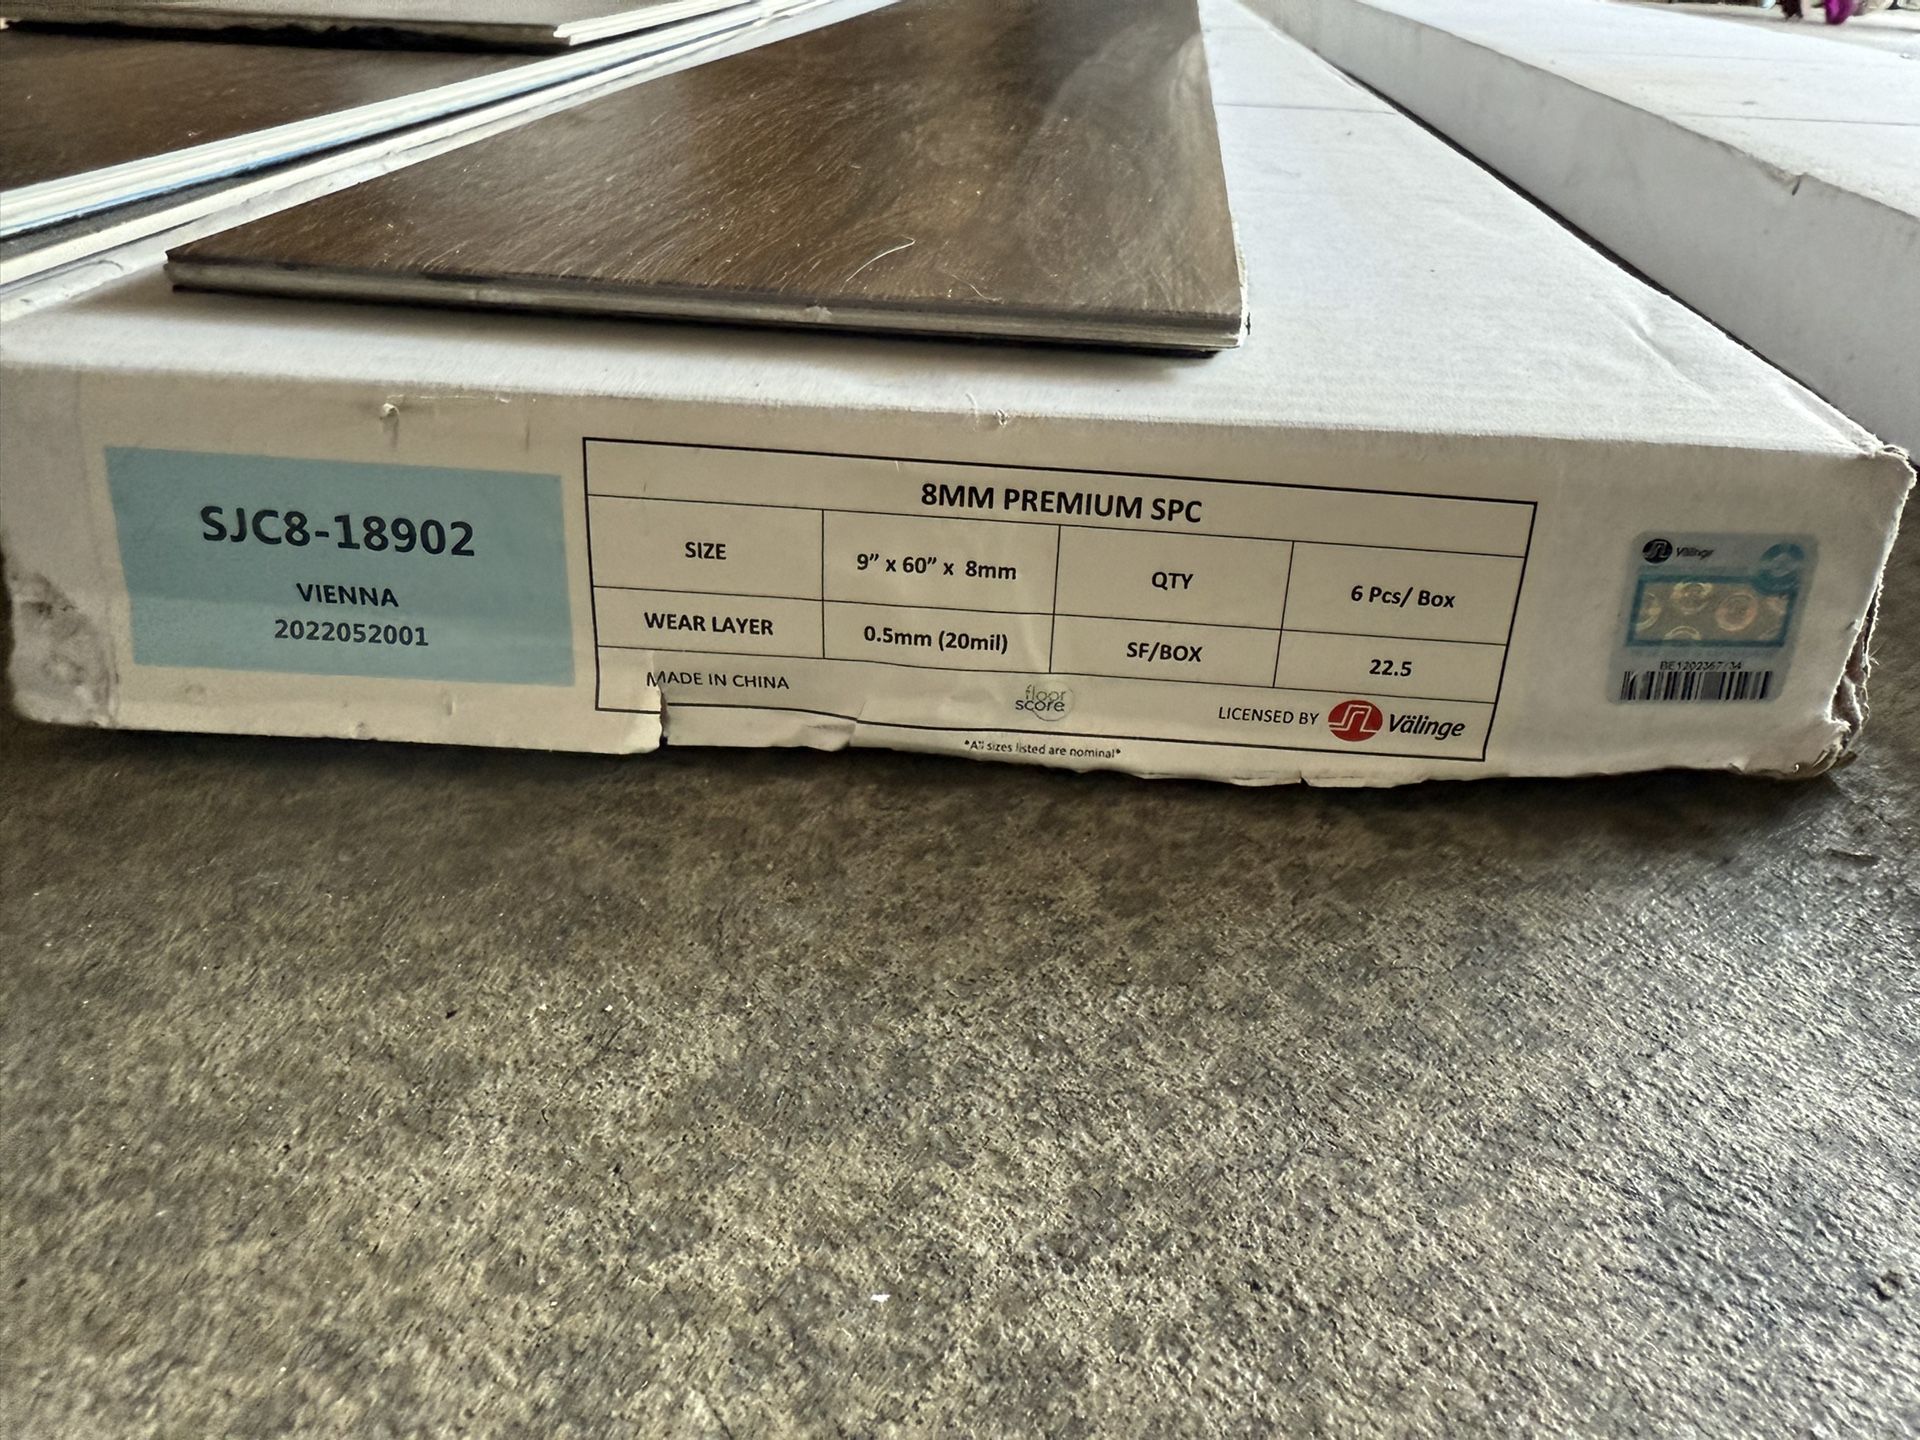 SJC8-18902
VIENNA
2022052001
8MM PREMIUM SPC
SIZE
9” x 60” x 8mm
QTY
6 Pcs/ Box
WEAR LAYER
0.5mm (20mil)
SF/BOX
22.5
MADE IN CHINA
floor
score
LICENSED BY Välinge
*All sizes listed are nominal*
Välinge